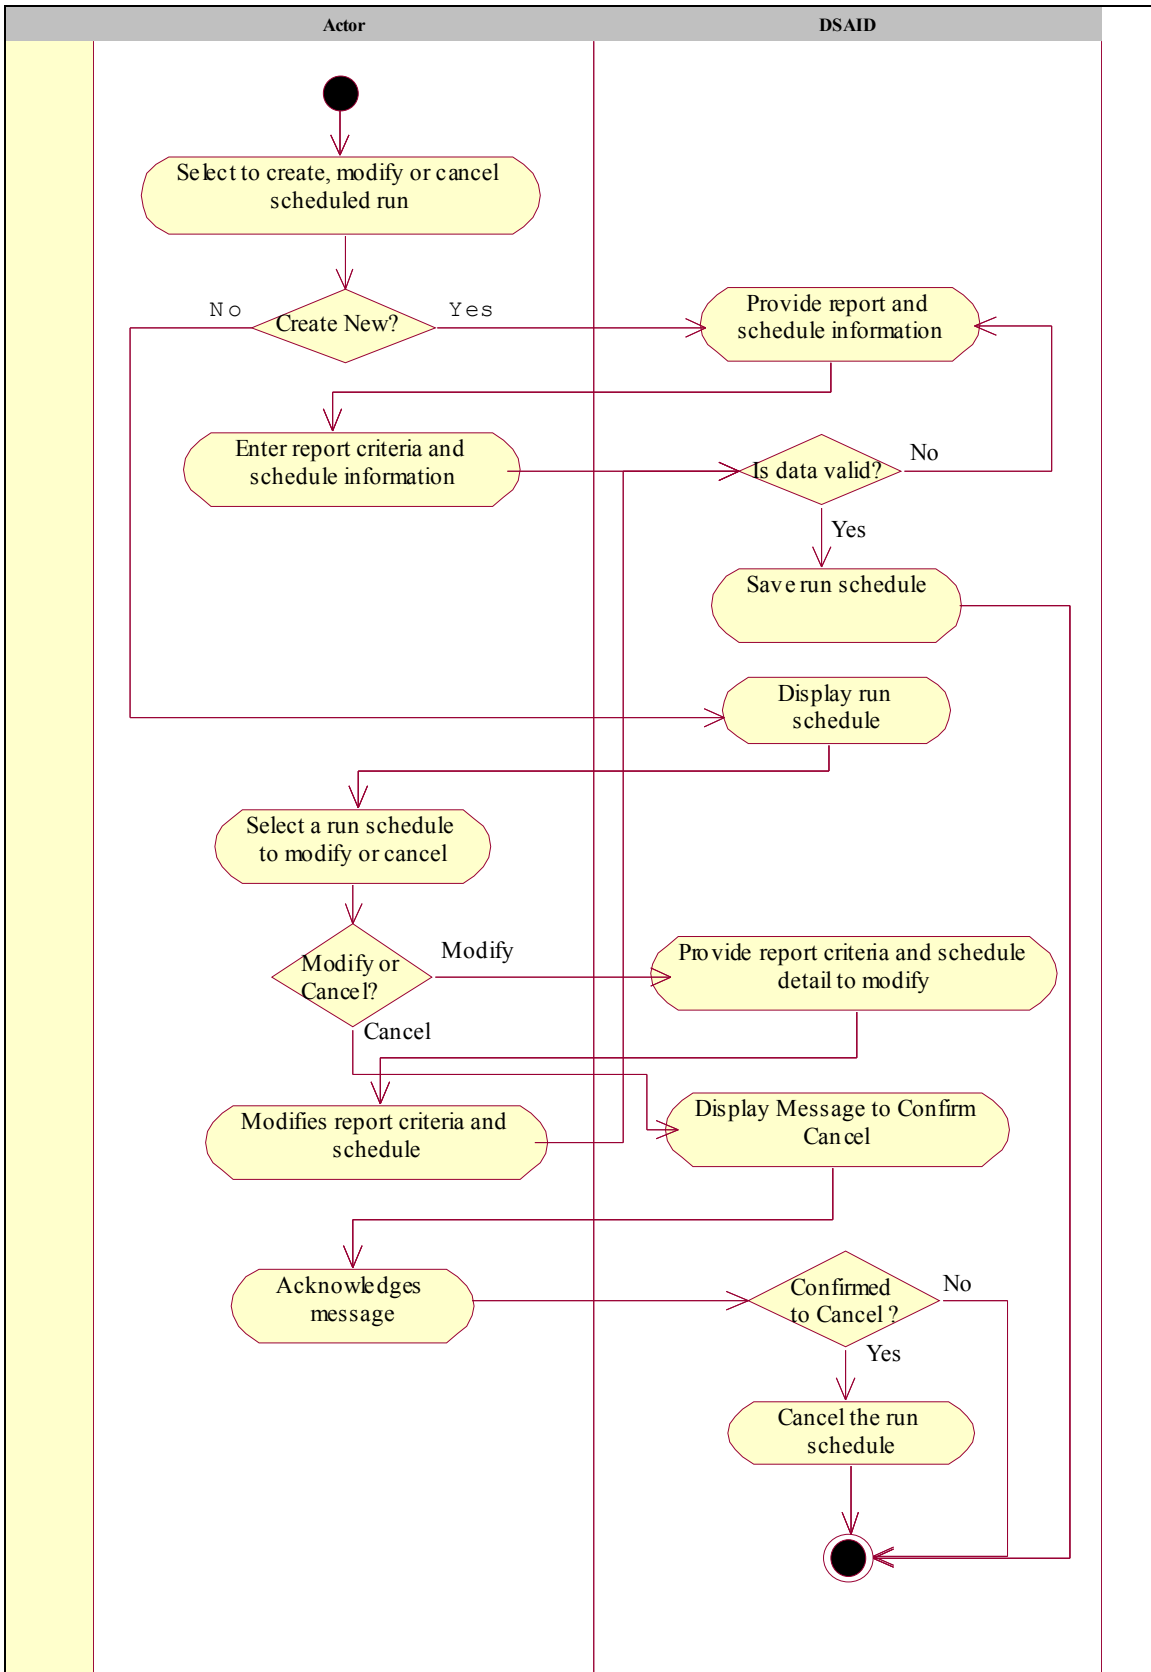 Actor
DSAID
Select to create, modify or cancel
scheduled run
No
Create New?
Yes
Provide report and
schedule information
Enter report criteria and
schedule information
Is data valid?
No
Yes
Save run schedule
Display run
schedule
Select a run schedule
to modify or cancel
Modify or
Cancel?
Modify
Cancel
Provide report criteria and schedule
detail to modify
Modifies report criteria and
schedule
Display Message to Confirm
Cancel
Acknowledges
message
Confirmed
to Cancel ?
No
Yes
Cancel the run
schedule